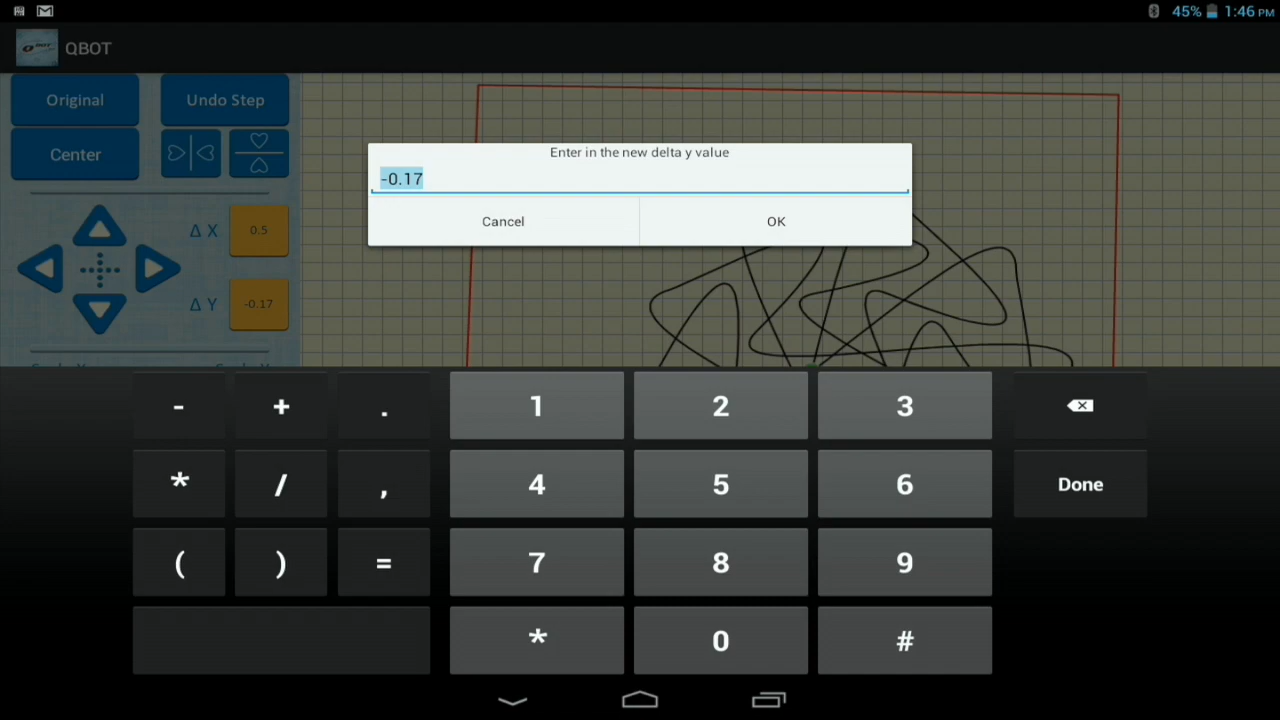 45% 1:46 PM
QBOT
Original Undo Step
Center
Enter in the new delta y value
-0.17
Cancel OK
Δ X 0.5
Δ Y -0.17
- + . 1 2 3
* / , 4 5 6 Done
( ) = 7 8 9
* 0 #